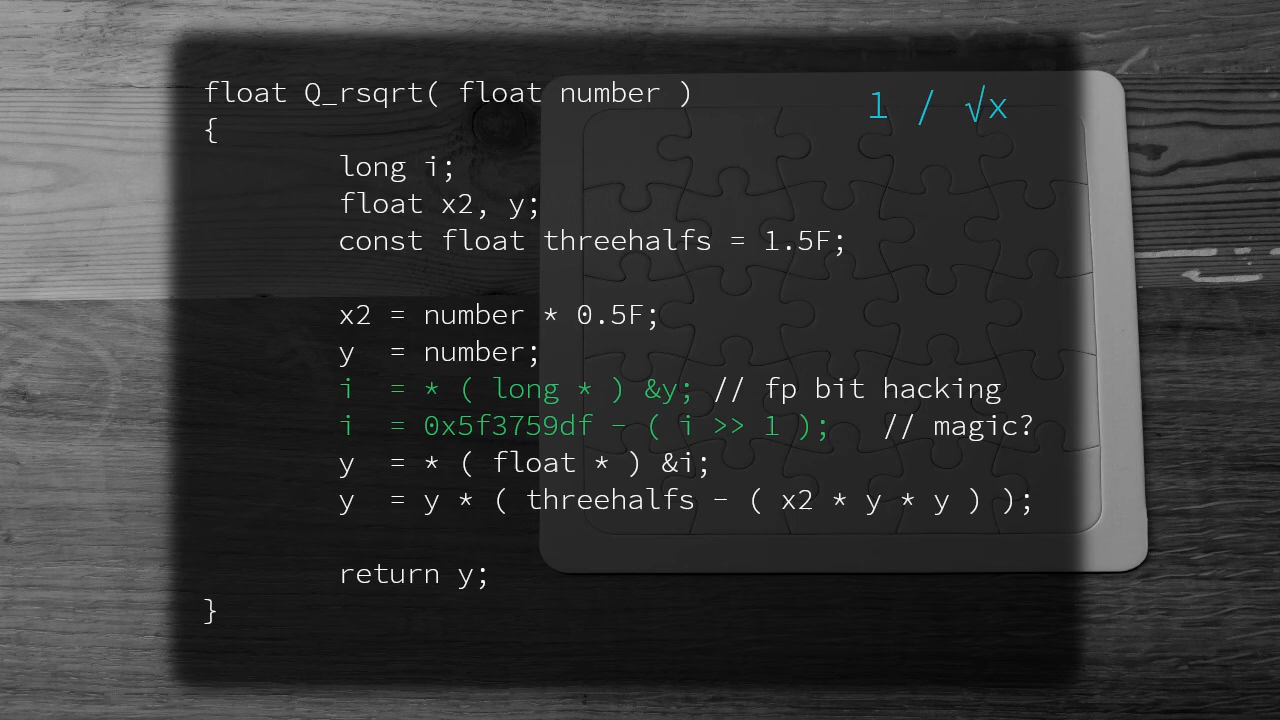 float Q_rsqrt( float number )
1 / √x
{
long i;
float x2, y;
const float threehalfs = 1.5F;
x2 = number * 0.5F;
y = number;
i = * ( long * ) &y; // fp bit hacking
i = 0x5f3759df - ( i >> 1 ); // magic?
y = * ( float * ) &i;
y = y * ( threehalfs - ( x2 * y * y ) );
return y;
}